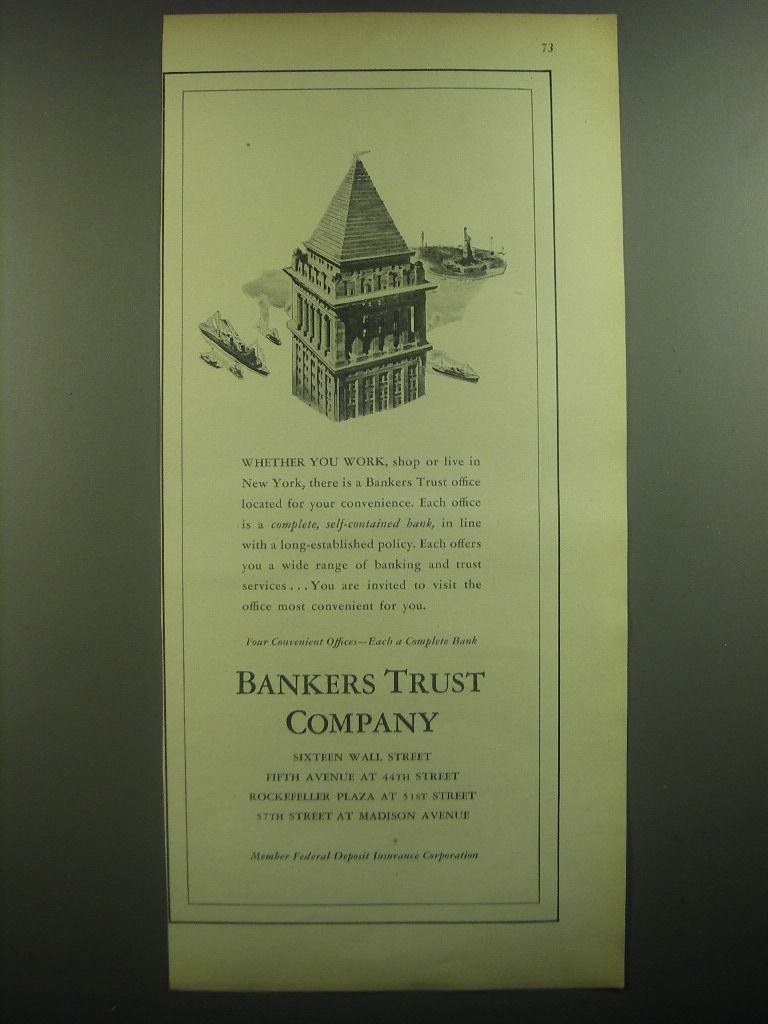 73
WHETHER YOU WORK, shop or live in
New York, there is a Bankers Trust office
located for your convenience. Each office
is a complete, self-contained bank, in line
with a long-established policy. Each offers
you a wide range of banking and trust
services . . . You are invited to visit the
office most convenient for you.
Four Convenient Offices—Each a Complete Bank
BANKERS TRUST
COMPANY
SIXTEEN WALL STREET
FIFTH AVENUE AT 44TH STREET
ROCKEFELLER PLAZA AT 51ST STREET
57TH STREET AT MADISON AVENUE
Member Federal Deposit Insurance Corporation